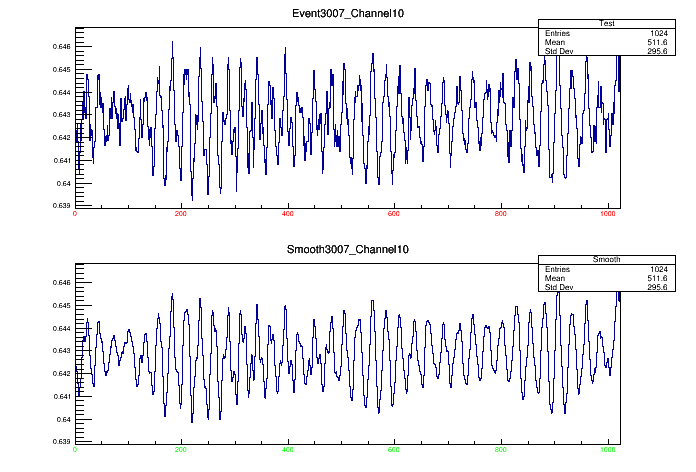 Event3007_Channel10
Test
Entries 1024
Mean 511.6
Std Dev 295.6
0.646
0.645
0.644
0.643
0.642
0.641
0.64
0.639
0 200 400 600 800 1000
Smooth3007_Channel10
Smooth
Entries 1024
Mean 511.6
Std Dev 295.6
0.646
0.645
0.644
0.643
0.642
0.641
0.64
0.639
0 200 400 600 800 1000